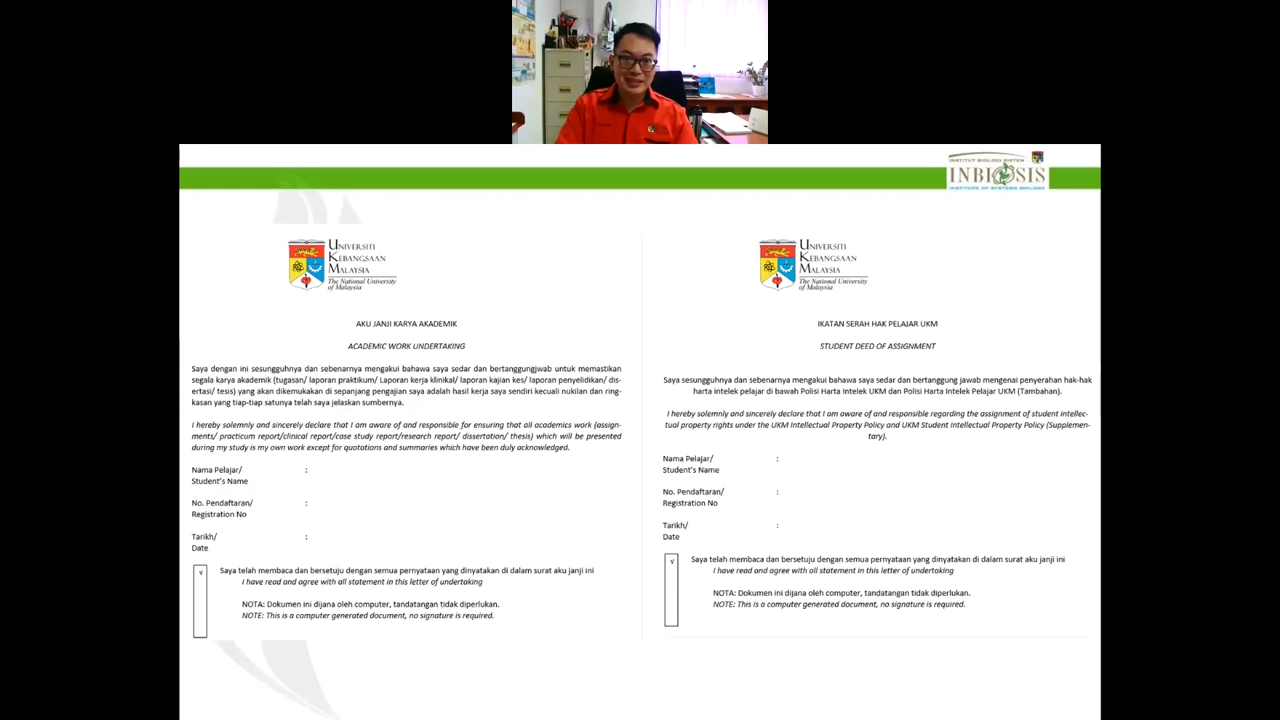 INSTITUT BIOLOGI SISTEM
INBIOSIS
INSTITUTE OF SYSTEMS BIOLOGY
UNIVERSITI
KEBANGSAAN
MALAYSIA
The National University
of Malaysia
AKU JANJI KARYA AKADEMIK
ACADEMIC WORK UNDERTAKING
Saya dengan ini sesungguhnya dan sebenarnya mengakui bahawa saya sedar dan bertanggungjwab untuk memastikan
segala karya akademik (tugasan/ laporan praktikum/ Laporan kerja klinikal/ laporan kajian kes/ laporan penyelidikan/ dis-
ertasi/ tesis) yang akan dikemukakan di sepanjang pengajian saya adalah hasil kerja saya sendiri kecuali nukilan dan ring-
kasan yang tiap-tiap satunya telah saya jelaskan sumbernya.
I hereby solemnly and sincerely declare that I am aware of and responsible for ensuring that all academics work (assign-
ments/ practicum report/clinical report/case study report/research report/ dissertation/ thesis) which will be presented
during my study is my own work except for quotations and summaries which have been duly acknowledged.
Nama Pelajar/ :
Student's Name
No. Pendaftaran/ :
Registration No
Tarikh/ :
Date
√ Saya telah membaca dan bersetuju dengan semua pernyataan yang dinyatakan di dalam surat aku janji ini
I have read and agree with all statement in this letter of undertaking
NOTA: Dokumen ini dijana oleh computer, tandatangan tidak diperlukan.
NOTE: This is a computer generated document, no signature is required.
UNIVERSITI
KEBANGSAAN
MALAYSIA
The National University
of Malaysia
IKATAN SERAH HAK PELAJAR UKM
STUDENT DEED OF ASSIGNMENT
Saya sesungguhnya dan sebenarnya mengakui bahawa saya sedar dan bertanggung jawab mengenai penyerahan hak-hak
harta intelek pelajar di bawah Polisi Harta Intelek UKM dan Polisi Harta Intelek Pelajar UKM (Tambahan).
I hereby solemnly and sincerely declare that I am aware of and responsible regarding the assignment of student intellec-
tual property rights under the UKM Intellectual Property Policy and UKM Student Intellectual Property Policy (Supplemen-
tary).
Nama Pelajar/ :
Student's Name
No. Pendaftaran/ :
Registration No
Tarikh/ :
Date
√ Saya telah membaca dan bersetuju dengan semua pernyataan yang dinyatakan di dalam surat aku janji ini
I have read and agree with all statement in this letter of undertaking
NOTA: Dokumen ini dijana oleh computer, tandatangan tidak diperlukan.
NOTE: This is a computer generated document, no signature is required.